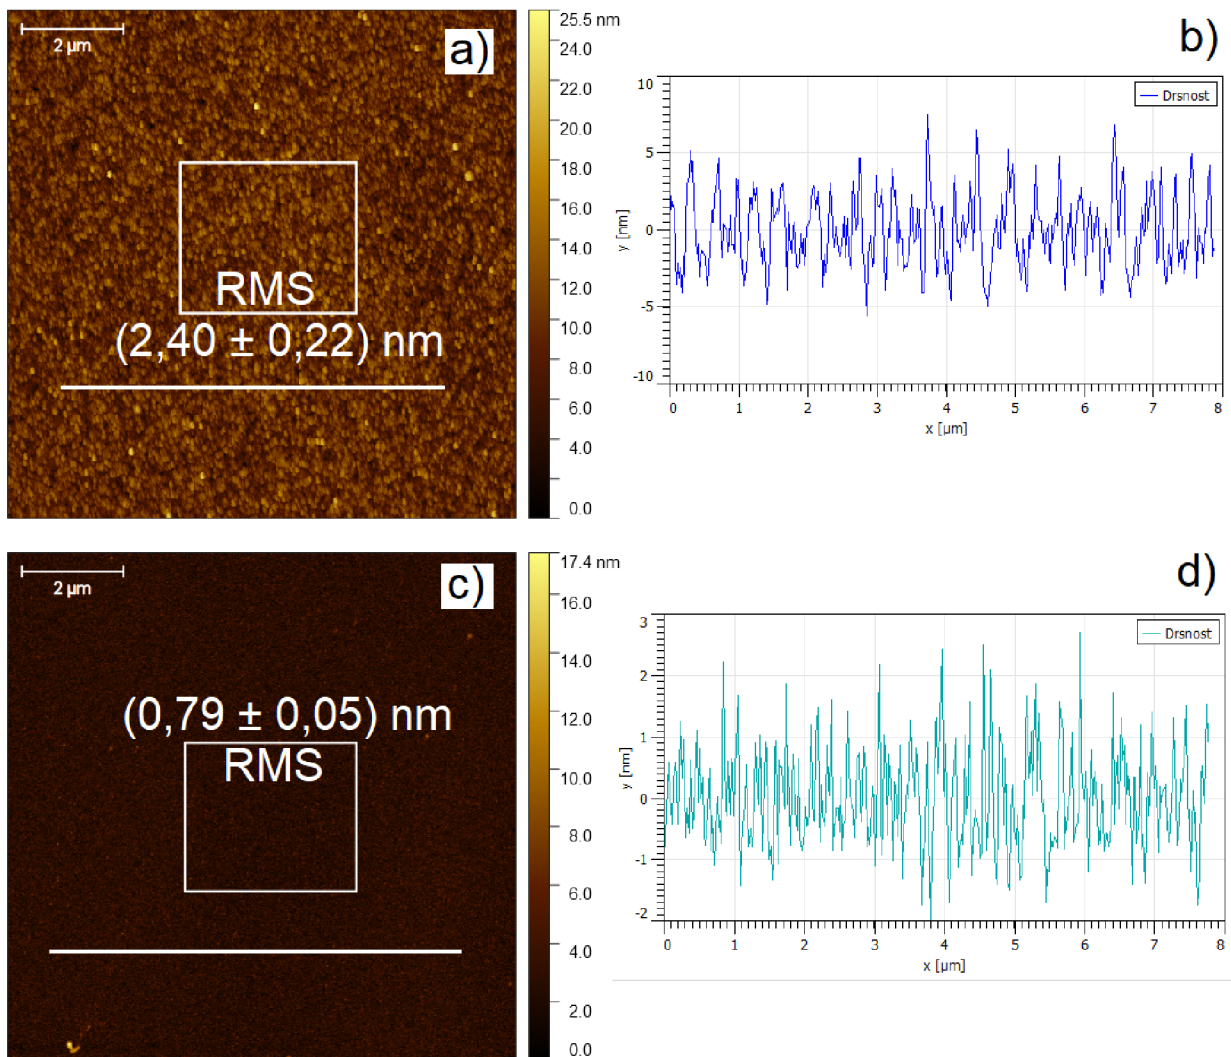 2 µm
a)
RMS
(2,40 ± 0,22) nm
25.5 nm
24.0
22.0
20.0
18.0
16.0
14.0
12.0
10.0
8.0
6.0
4.0
0.0
b)
Drsnost
10
5
0
-5
-10
y [nm]
0 1 2 3 4 5 6 7 8
x [µm]
2 µm
c)
(0,79 ± 0,05) nm
RMS
17.4 nm
16.0
14.0
12.0
10.0
8.0
6.0
4.0
2.0
0.0
d)
Drsnost
3
2
1
0
-1
-2
y [nm]
0 1 2 3 4 5 6 7 8
x [µm]